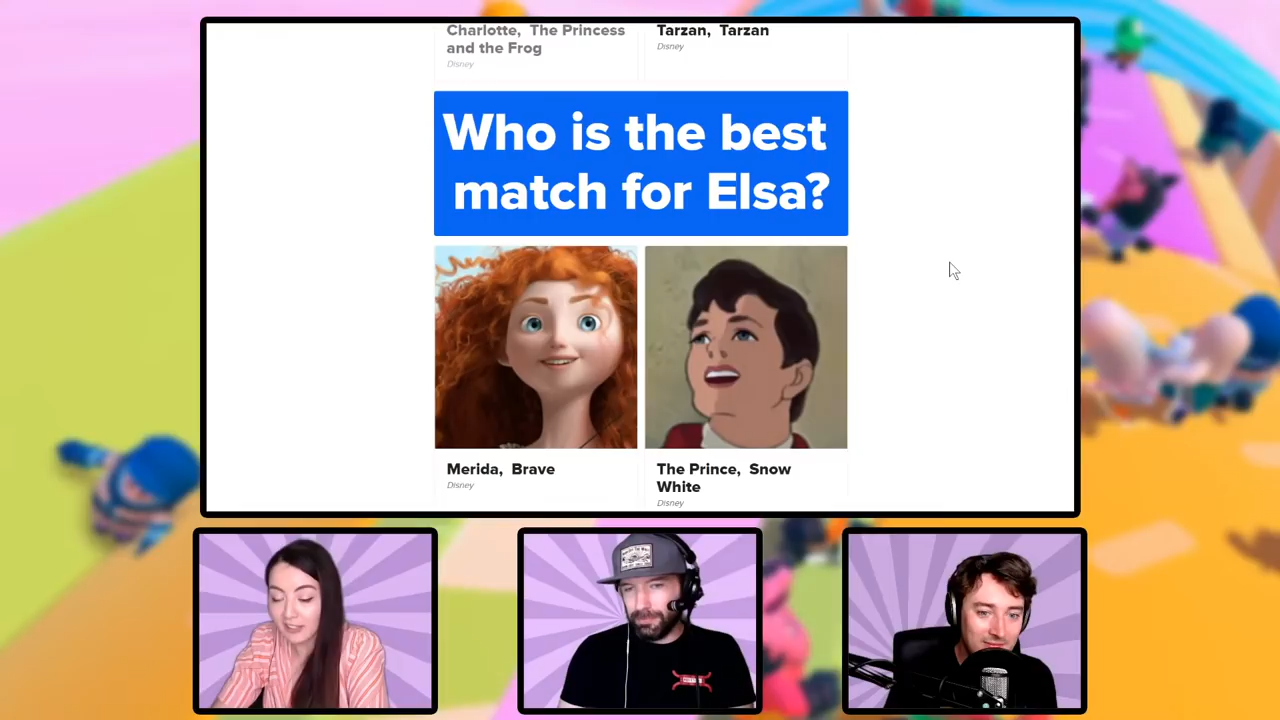 Charlotte, The Princess
and the Frog
Disney
Tarzan, Tarzan
Disney
Who is the best
match for Elsa?
Merida, Brave
Disney
The Prince, Snow
White
Disney